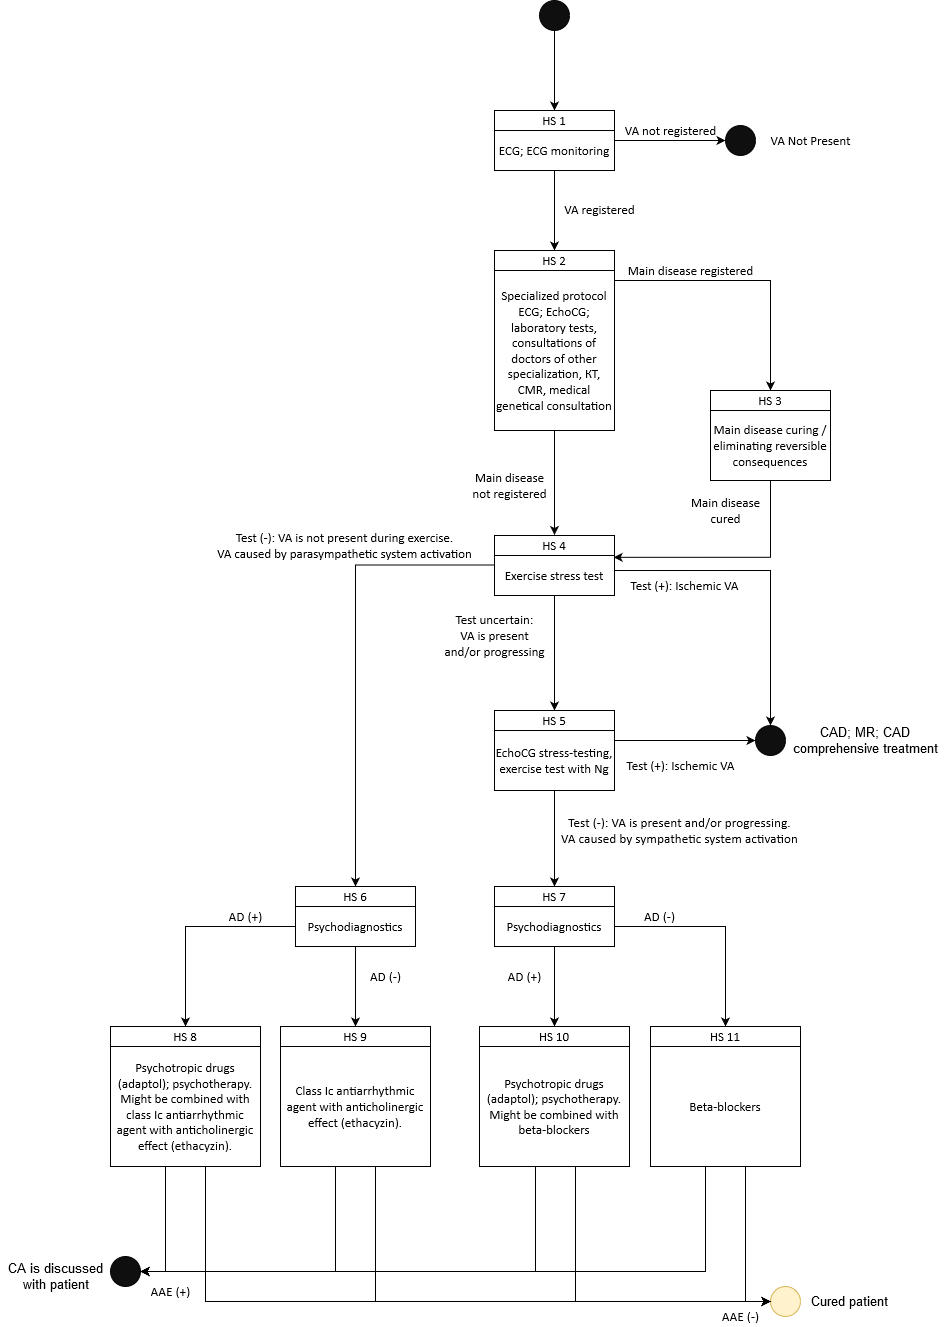 HS 1
ECG; ECG monitoring
VA not registered
VA Not Present
VA registered
HS 2
Specialized protocol
ECG; EchoCG;
laboratory tests,
consultations of
doctors of other
specialization, KT,
CMR, medical
genetical consultation
Main disease registered
HS 3
Main disease curing /
eliminating reversible
consequences
Main disease
not registered
Main disease
cured
Test (-): VA is not present during exercise.
VA caused by parasympathetic system activation
HS 4
Exercise stress test
Test (+): Ischemic VA
Test uncertain:
VA is present
and/or progressing
HS 5
EchoCG stress-testing,
exercise test with Ng
Test (+): Ischemic VA
CAD; MR; CAD
comprehensive treatment
Test (-): VA is present and/or progressing.
VA caused by sympathetic system activation
HS 6
Psychodiagnostics
HS 7
Psychodiagnostics
AD (+)
AD (-)
AD (+)
AD (-)
HS 8
Psychotropic drugs
(adaptol); psychotherapy.
Might be combined with
class Ic antiarrhythmic
agent with anticholinergic
effect (ethacyzin).
HS 9
Class Ic antiarrhythmic
agent with anticholinergic
effect (ethacyzin).
HS 10
Psychotropic drugs
(adaptol); psychotherapy.
Might be combined with
beta-blockers
HS 11
Beta-blockers
CA is discussed
with patient
AAE (+)
AAE (-)
Cured patient